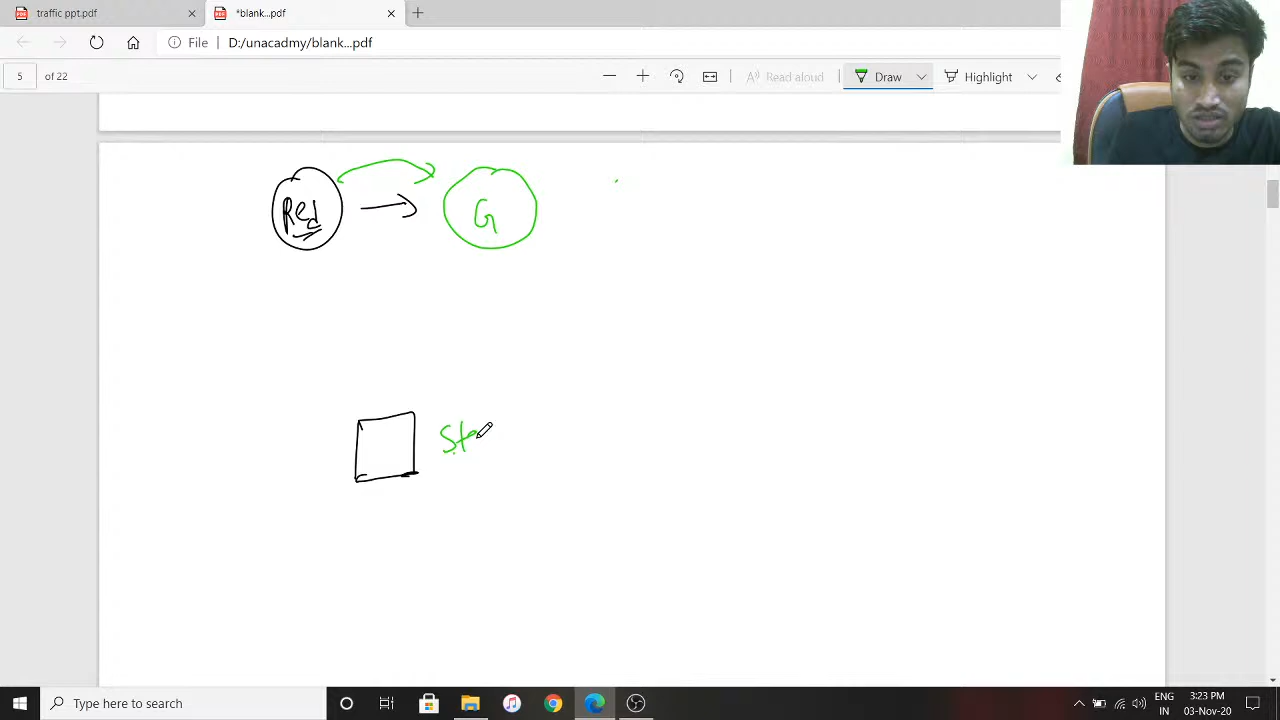 traffic ppt.pdf
*blank...pdf
File D:/unacadmy/blank...pdf
5 of 22
Read aloud Draw Highlight
Red G
Ste
Type here to search
ENG 3:23 PM
IN 03-Nov-20